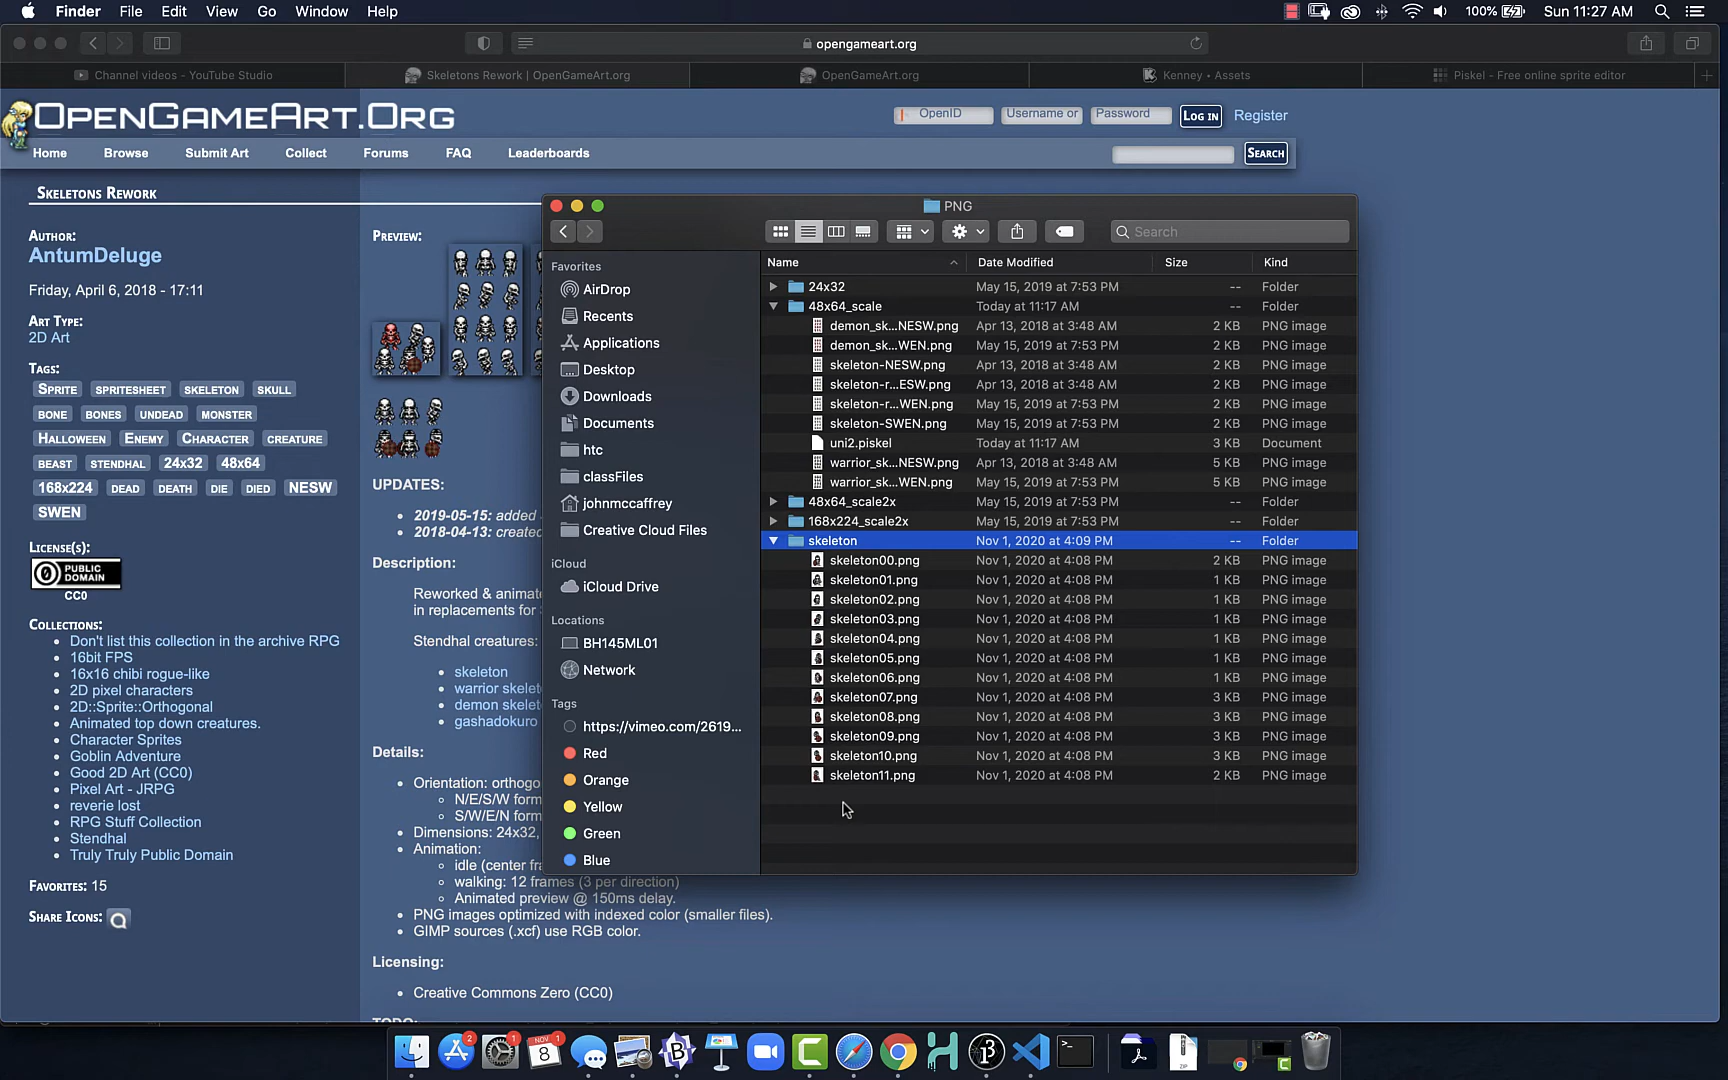 Finder File Edit View Go Window Help
100% Sun 11:27 AM
opengameart.org
Channel videos - YouTube Studio
Skeletons Rework | OpenGameArt.org
OpenGameArt.org
Kenney • Assets
Piskel - Free online sprite editor
OpenGameArt.Org
OpenID
Username or
Password
Log in
Register
Home Browse Submit Art Collect Forums FAQ Leaderboards
Search
Skeletons Rework
Author:
AntumDeluge
Friday, April 6, 2018 - 17:11
Art Type:
2D Art
Tags:
Sprite spritesheet skeleton skull
bone bones undead monster
Halloween Enemy Character creature
beast stendhal 24x32 48x64
168x224 dead death die died NESW
SWEN
License(s):
PUBLIC DOMAIN
CC0
Collections:
Don't list this collection in the archive RPG
16bit FPS
16x16 chibi rogue-like
2D pixel characters
2D::Sprite::Orthogonal
Animated top down creatures.
Character Sprites
Goblin Adventure
Good 2D Art (CC0)
Pixel Art - JRPG
reverie lost
RPG Stuff Collection
Stendhal
Truly Truly Public Domain
Favorites: 15
Share Icons:
Preview:
UPDATES:
2019-05-15: added
2018-04-13: created
Description:
Reworked & animate
in replacements for
Stendhal creatures:
skeleton
warrior skelet
demon skelet
gashadokuro
Details:
Orientation: orthogo
N/E/S/W form
S/W/E/N form
Dimensions: 24x32,
Animation:
idle (center fra
walking: 12 frames (3 per direction)
Animated preview @ 150ms delay.
PNG images optimized with indexed color (smaller files).
GIMP sources (.xcf) use RGB color.
Licensing:
Creative Commons Zero (CC0)
TODO:
PNG
Search
Favorites
AirDrop
Recents
Applications
Desktop
Downloads
Documents
htc
classFiles
johnmccaffrey
Creative Cloud Files
iCloud
iCloud Drive
Locations
BH145ML01
Network
Tags
https://vimeo.com/2619...
Red
Orange
Yellow
Green
Blue
Name Date Modified Size Kind
24x32 May 15, 2019 at 7:53 PM -- Folder
48x64_scale Today at 11:17 AM -- Folder
demon_sk...NESW.png Apr 13, 2018 at 3:48 AM 2 KB PNG image
demon_sk...WEN.png May 15, 2019 at 7:53 PM 2 KB PNG image
skeleton-NESW.png Apr 13, 2018 at 3:48 AM 2 KB PNG image
skeleton-r...ESW.png Apr 13, 2018 at 3:48 AM 2 KB PNG image
skeleton-r...WEN.png May 15, 2019 at 7:53 PM 2 KB PNG image
skeleton-SWEN.png May 15, 2019 at 7:53 PM 2 KB PNG image
uni2.piskel Today at 11:17 AM 3 KB Document
warrior_sk...NESW.png Apr 13, 2018 at 3:48 AM 5 KB PNG image
warrior_sk...WEN.png May 15, 2019 at 7:53 PM 5 KB PNG image
48x64_scale2x May 15, 2019 at 7:53 PM -- Folder
168x224_scale2x May 15, 2019 at 7:53 PM -- Folder
skeleton Nov 1, 2020 at 4:09 PM -- Folder
skeleton00.png Nov 1, 2020 at 4:08 PM 2 KB PNG image
skeleton01.png Nov 1, 2020 at 4:08 PM 1 KB PNG image
skeleton02.png Nov 1, 2020 at 4:08 PM 1 KB PNG image
skeleton03.png Nov 1, 2020 at 4:08 PM 1 KB PNG image
skeleton04.png Nov 1, 2020 at 4:08 PM 1 KB PNG image
skeleton05.png Nov 1, 2020 at 4:08 PM 1 KB PNG image
skeleton06.png Nov 1, 2020 at 4:08 PM 1 KB PNG image
skeleton07.png Nov 1, 2020 at 4:08 PM 3 KB PNG image
skeleton08.png Nov 1, 2020 at 4:08 PM 3 KB PNG image
skeleton09.png Nov 1, 2020 at 4:08 PM 3 KB PNG image
skeleton10.png Nov 1, 2020 at 4:08 PM 3 KB PNG image
skeleton11.png Nov 1, 2020 at 4:08 PM 2 KB PNG image
2
1
NOV
8
1
ZIP